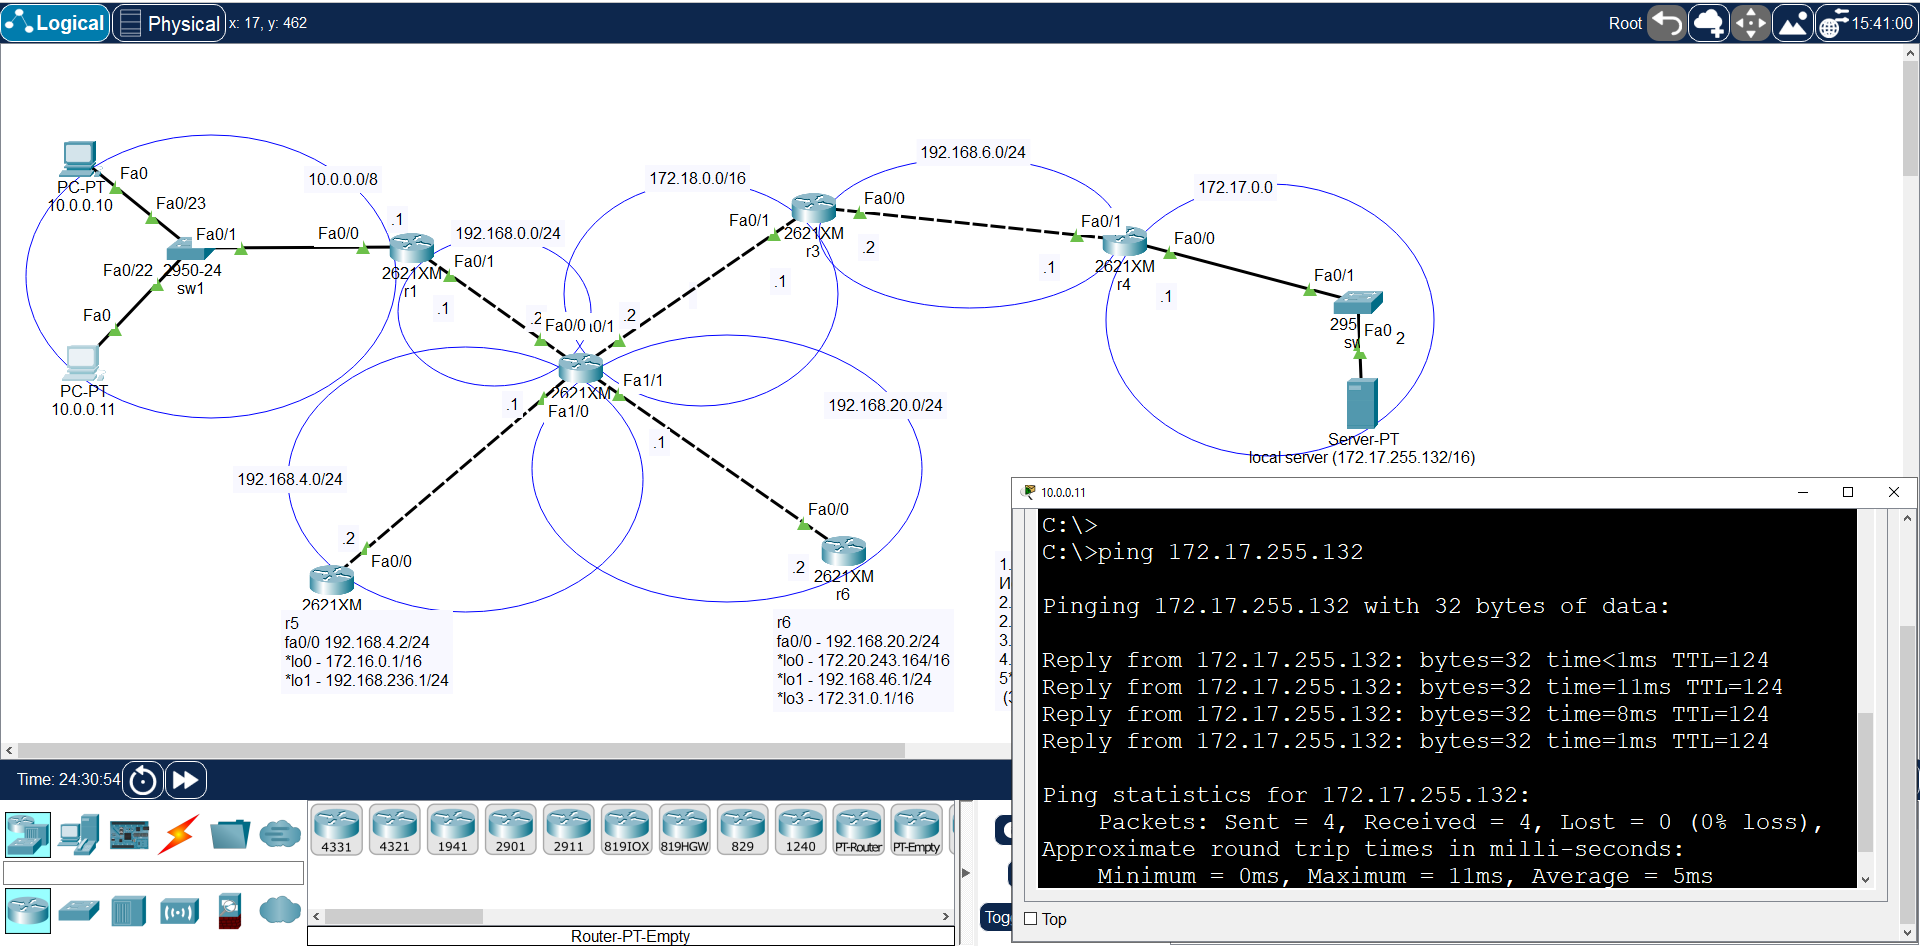 Logical
Physical
x: 17, y: 462
Root
15:41:00
192.168.6.0/24
PC-PT
10.0.0.10
Fa0
Fa0/23
10.0.0.0/8
172.18.0.0/16
172.17.0.0
Fa0/0
Fa0/1
2621XM
r3
.2
.1
Fa0/1
Fa0/0
.1
Fa0/1
2621XM
r4
Fa0/0
.1
.1
Fa0/1
2950-24
sw1
Fa0/22
Fa0
PC-PT
10.0.0.11
192.168.0.0/24
2621XM
r1
Fa0/1
.1
.2
Fa0/0
0/1
.2
Fa0/1
295
sw
Fa0
2
Server-PT
local server (172.17.255.132/16)
2621XM
Fa1/1
Fa1/0
.1
.1
192.168.20.0/24
192.168.4.0/24
.2
Fa0/0
2621XM
Fa0/0
.2
2621XM
r6
r5
fa0/0 192.168.4.2/24
*lo0 - 172.16.0.1/16
*lo1 - 192.168.236.1/24
r6
fa0/0 - 192.168.20.2/24
*lo0 - 172.20.243.164/16
*lo1 - 192.168.46.1/24
*lo3 - 172.31.0.1/16
1.
И
2.
2.
3.
4.
5*
(3
10.0.0.11
C:\>
C:\>ping 172.17.255.132
Pinging 172.17.255.132 with 32 bytes of data:
Reply from 172.17.255.132: bytes=32 time<1ms TTL=124
Reply from 172.17.255.132: bytes=32 time=11ms TTL=124
Reply from 172.17.255.132: bytes=32 time=8ms TTL=124
Reply from 172.17.255.132: bytes=32 time=1ms TTL=124
Ping statistics for 172.17.255.132:
Packets: Sent = 4, Received = 4, Lost = 0 (0% loss),
Approximate round trip times in milli-seconds:
Minimum = 0ms, Maximum = 11ms, Average = 5ms
Top
Time: 24:30:54
4331
4321
1941
2901
2911
819IOX
819HGW
829
1240
PT-Router
PT-Empty
Router-PT-Empty
Togg